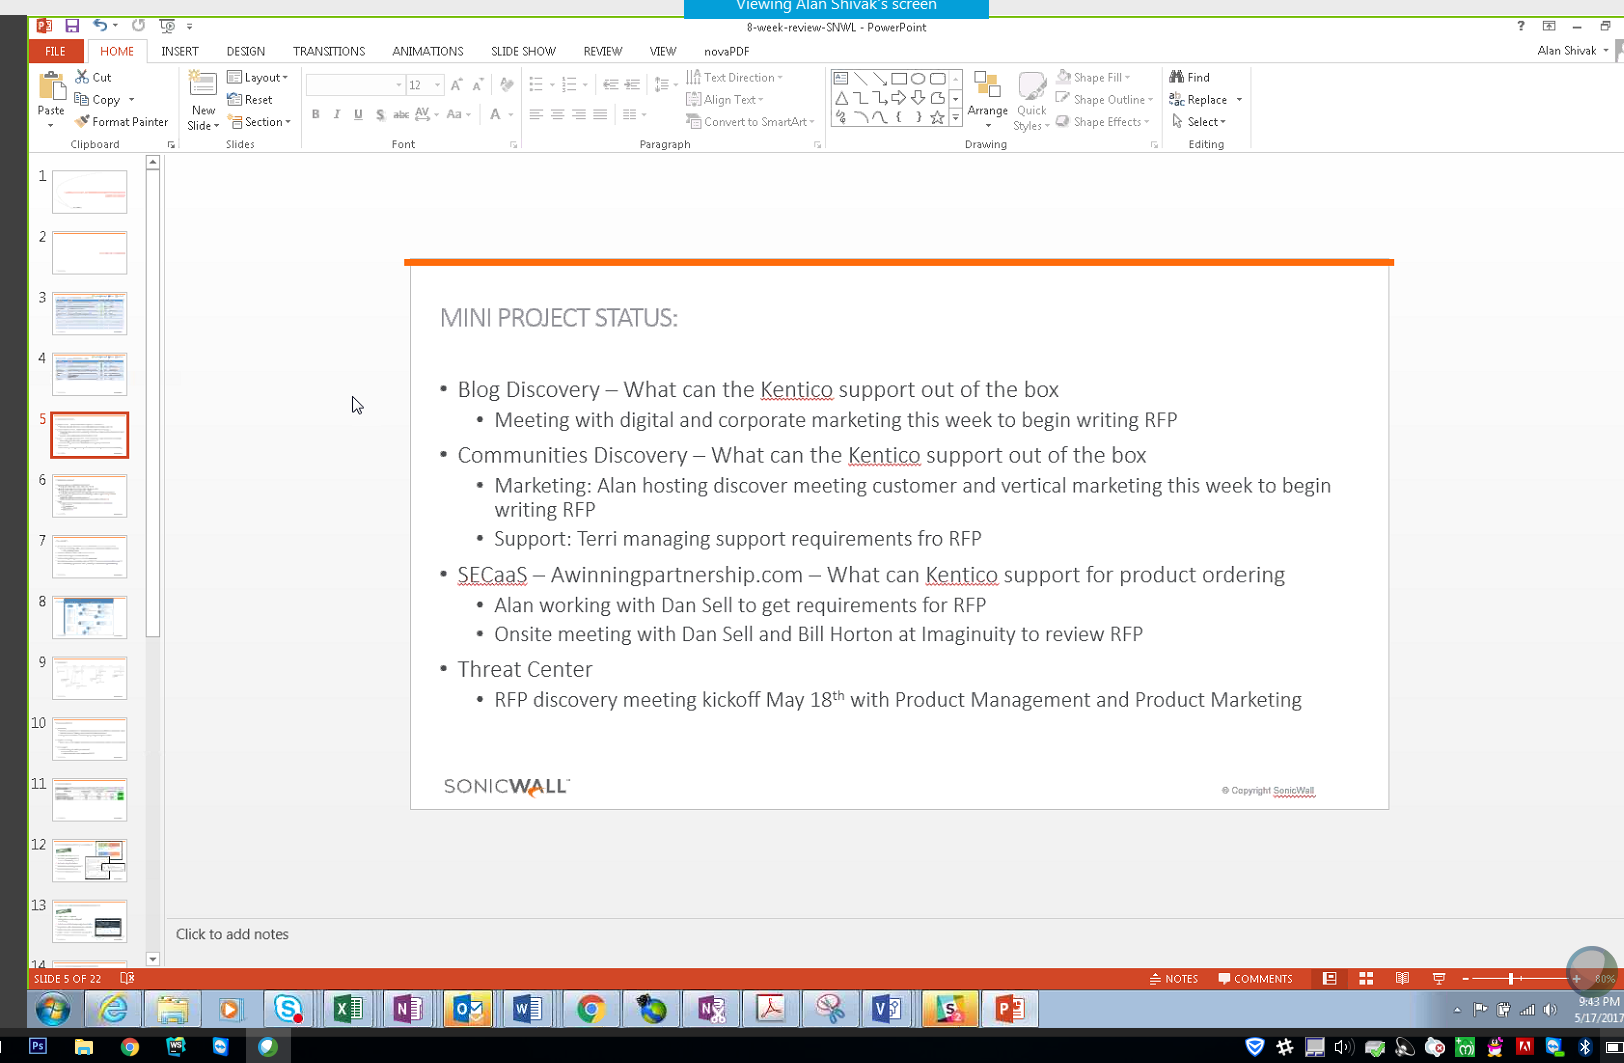 Viewing Alan Shivak's screen
8-week-review-SNWL - PowerPoint
FILE HOME INSERT DESIGN TRANSITIONS ANIMATIONS SLIDE SHOW REVIEW VIEW novaPDF
Alan Shivak
Paste
Cut
Copy
Format Painter
Clipboard
New
Slide
Layout
Reset
Section
Slides
12
Font
Text Direction
Align Text
Convert to SmartArt
Paragraph
Arrange
Quick
Styles
Shape Fill
Shape Outline
Shape Effects
Drawing
Find
Replace
Select
Editing
1
2
3
4
5
6
7
8
9
10
11
12
13
14
MINI PROJECT STATUS:
• Blog Discovery – What can the Kentico support out of the box
• Meeting with digital and corporate marketing this week to begin writing RFP
• Communities Discovery – What can the Kentico support out of the box
• Marketing: Alan hosting discover meeting customer and vertical marketing this week to begin
writing RFP
• Support: Terri managing support requirements fro RFP
• SECaaS – Awinningpartnership.com – What can Kentico support for product ordering
• Alan working with Dan Sell to get requirements for RFP
• Onsite meeting with Dan Sell and Bill Horton at Imaginuity to review RFP
• Threat Center
• RFP discovery meeting kickoff May 18th with Product Management and Product Marketing
SONICWALL
© Copyright SonicWall
Click to add notes
SLIDE 5 OF 22
NOTES
COMMENTS
80%
9:43 PM
5/17/2017